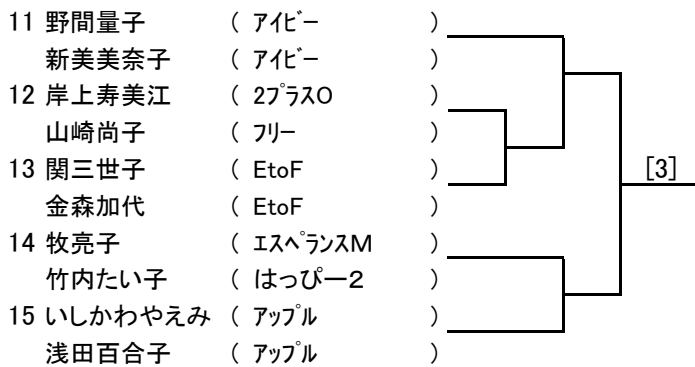 11 野間量子 ( ｱｲﾋﾞｰ )
新美美奈子 ( ｱｲﾋﾞｰ )
12 岸上寿美江 ( 2ﾌﾟﾗｽO )
山崎尚子 ( ﾌﾘｰ )
13 関三世子 ( EtoF ) [3]
金森加代 ( EtoF )
14 牧亮子 ( ｴｽﾍﾟﾗﾝｽM )
竹内たい子 ( はっぴー2 )
15 いしかわやえみ ( ｱｯﾌﾟﾙ )
浅田百合子 ( ｱｯﾌﾟﾙ )